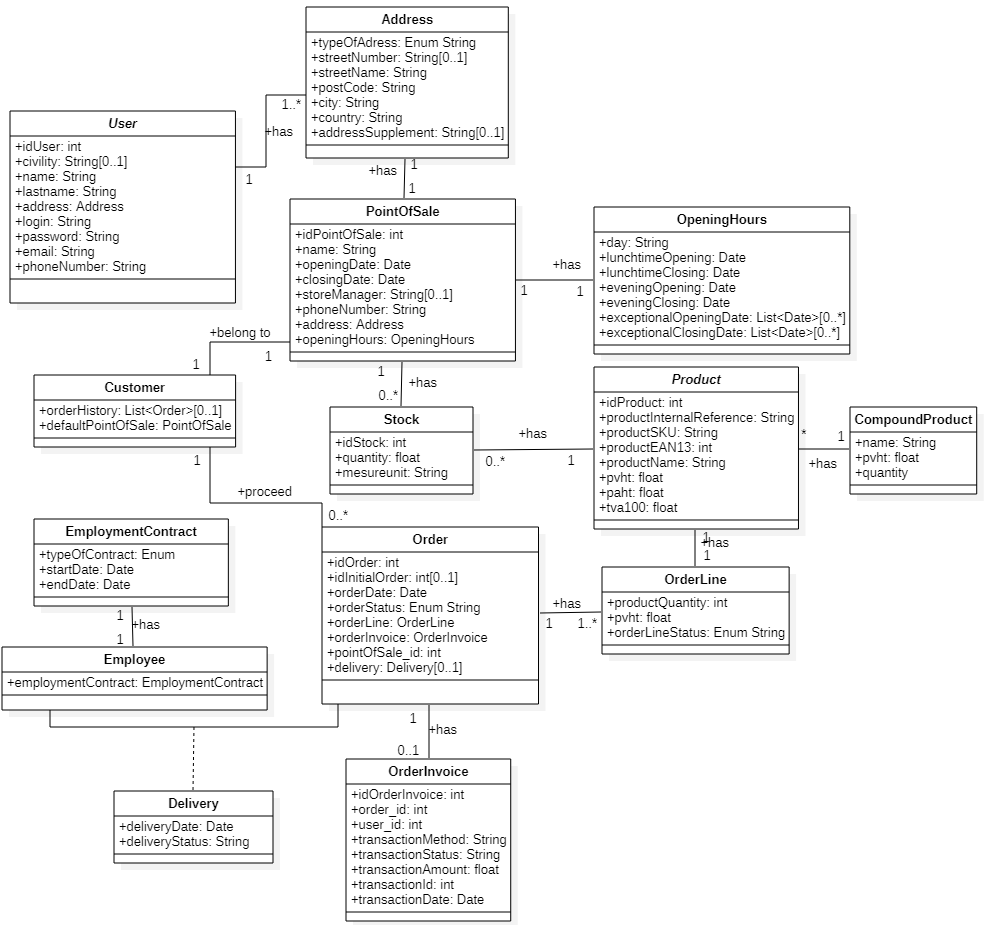 Address
+typeOfAdress: Enum String
+streetNumber: String[0..1]
+streetName: String
+postCode: String
+city: String
+country: String
+addressSupplement: String[0..1]
1..*
+has
1
User
+idUser: int
+civility: String[0..1]
+name: String
+lastname: String
+address: Address
+login: String
+password: String
+email: String
+phoneNumber: String
1
+has
1
PointOfSale
+idPointOfSale: int
+name: String
+openingDate: Date
+closingDate: Date
+storeManager: String[0..1]
+phoneNumber: String
+address: Address
+openingHours: OpeningHours
+has
1
1
OpeningHours
+day: String
+lunchtimeOpening: Date
+lunchtimeClosing: Date
+eveningOpening: Date
+eveningClosing: Date
+exceptionalOpeningDate: List<Date>[0..*]
+exceptionalClosingDate: List<Date>[0..*]
+belong to
1
1
Customer
+orderHistory: List<Order>[0..1]
+defaultPointOfSale: PointOfSale
1
+has
0..*
Stock
+idStock: int
+quantity: float
+mesureunit: String
+has
0..*
1
Product
+idProduct: int
+productInternalReference: String
+productSKU: String
+productEAN13: int
+productName: String
+pvht: float
+paht: float
+tva100: float
*
1
+has
CompoundProduct
+name: String
+pvht: float
+quantity
1
+proceed
0..*
1
+has
1
EmploymentContract
+typeOfContract: Enum
+startDate: Date
+endDate: Date
1
+has
1
Employee
+employmentContract: EmploymentContract
Order
+idOrder: int
+idInitialOrder: int[0..1]
+orderDate: Date
+orderStatus: Enum String
+orderLine: OrderLine
+orderInvoice: OrderInvoice
+pointOfSale_id: int
+delivery: Delivery[0..1]
+has
1
1..*
OrderLine
+productQuantity: int
+pvht: float
+orderLineStatus: Enum String
1
+has
0..1
Delivery
+deliveryDate: Date
+deliveryStatus: String
OrderInvoice
+idOrderInvoice: int
+order_id: int
+user_id: int
+transactionMethod: String
+transactionStatus: String
+transactionAmount: float
+transactionId: int
+transactionDate: Date